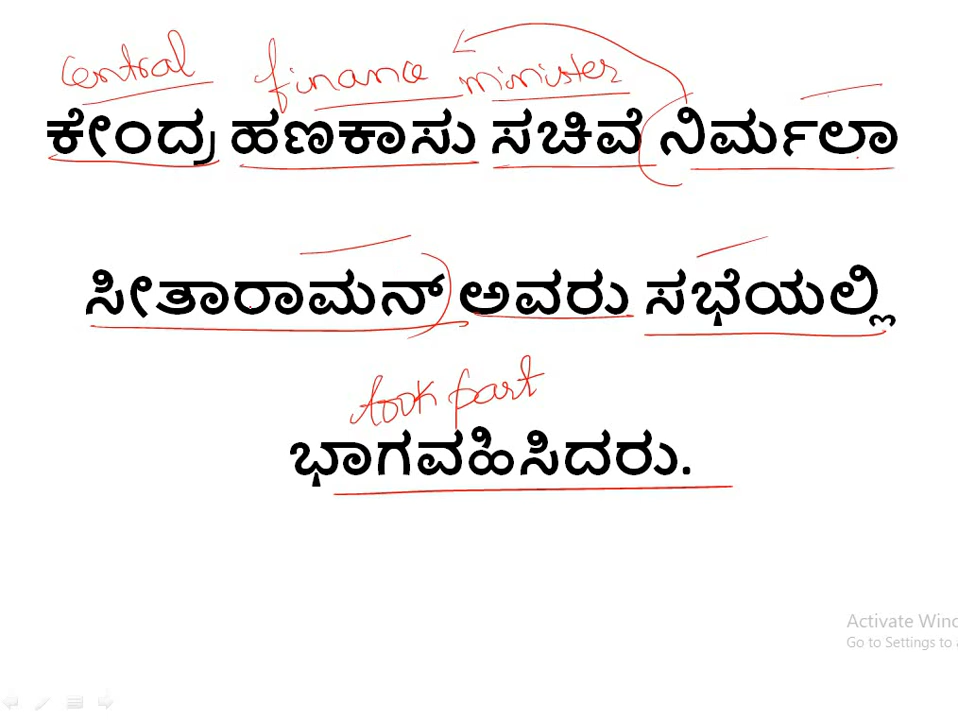 central finance minister
ಕೇಂದ್ರ ಹಣಕಾಸು ಸಚಿವೆ ನಿರ್ಮಲಾ
ಸೀತಾರಾಮನ್ ಅವರು ಸಭೆಯಲ್ಲಿ
took part
ಭಾಗವಹಿಸಿದರು.
Activate Winc
Go to Settings to